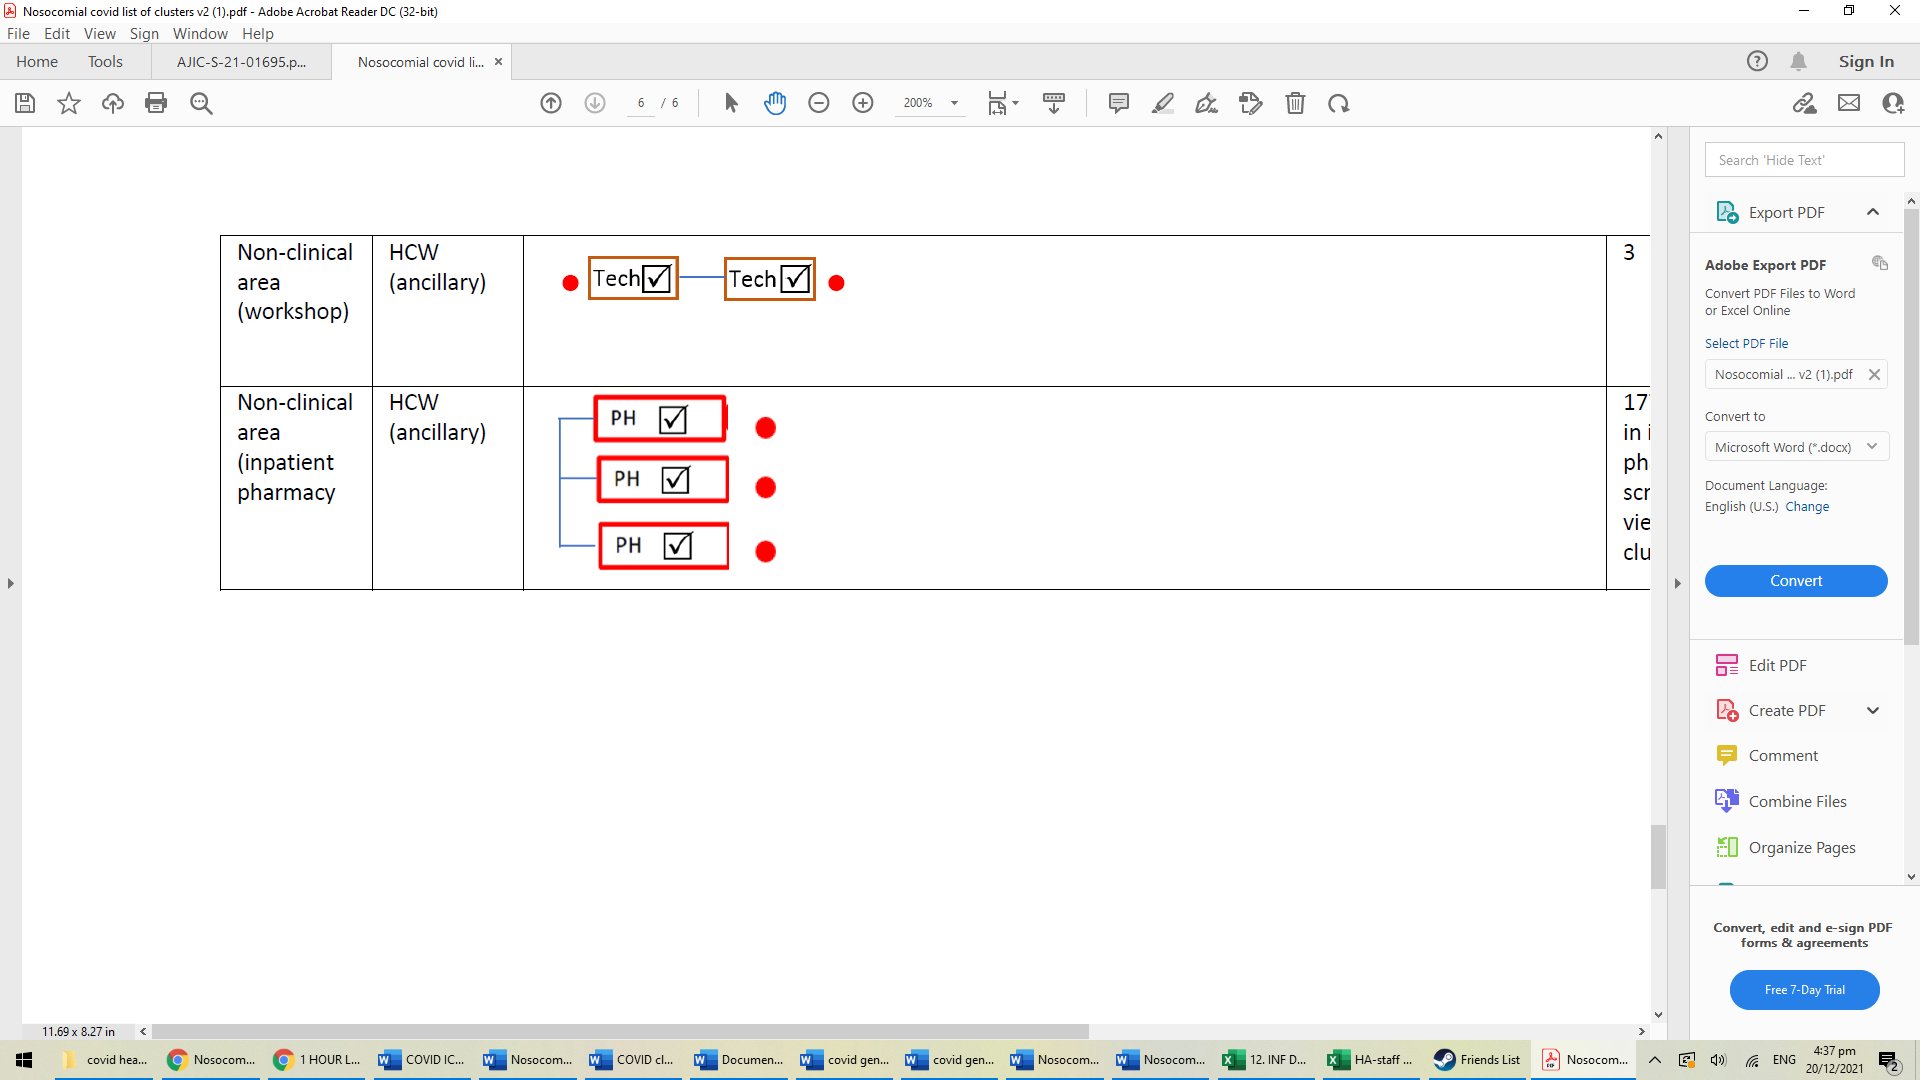 Nosocomial covid list of clusters v2 (1).pdf - Adobe Acrobat Reader DC (32-bit)
File Edit View Sign Window Help
Home Tools AJIC-S-21-01695.p... Nosocomial covid li... Sign In
6 / 6 200%
Search 'Hide Text'
Export PDF
Adobe Export PDF
Convert PDF Files to Word
or Excel Online
Select PDF File
Nosocomial ... v2 (1).pdf
Convert to
Microsoft Word (*.docx)
Document Language:
English (U.S.) Change
Convert
Edit PDF
Create PDF
Comment
Combine Files
Organize Pages
Convert, edit and e-sign PDF
forms & agreements
Free 7-Day Trial
Non-clinical
area
(workshop)
HCW
(ancillary)
Tech Tech
3
Non-clinical
area
(inpatient
pharmacy
HCW
(ancillary)
PH
PH
PH
17
in i
ph
scr
vie
clu
11.69 x 8.27 in
covid hea... Nosocom... 1 HOUR L... COVID IC... Nosocom... COVID cl... Documen... covid gen... covid gen... Nosocom... Nosocom... 12. INF D... HA-staff ... Friends List Nosocom... ENG
4:37 pm
20/12/2021
2